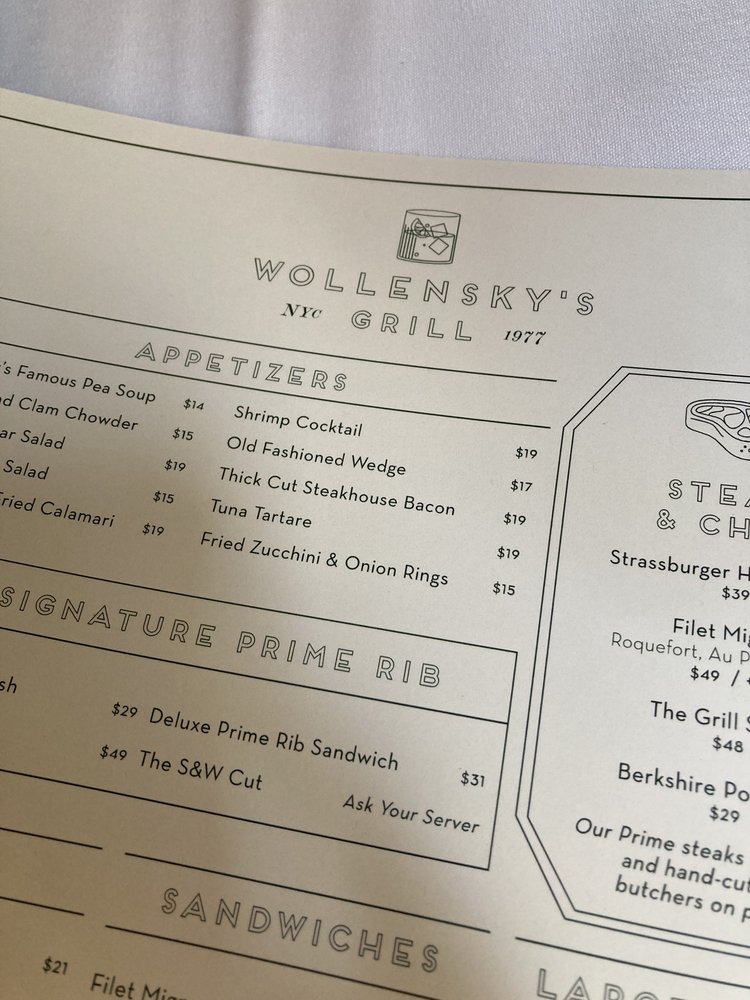 WOLLENSKY'S
NYC GRILL 1977
APPETIZERS
's Famous Pea Soup $14
Clam Chowder $15
Salad $19
Salad $15
Fried Calamari $19
Shrimp Cocktail $19
Old Fashioned Wedge $17
Thick Cut Steakhouse Bacon $19
Tuna Tartare $19
Fried Zucchini & Onion Rings $15
SIGNATURE PRIME RIB
$29
$49
Deluxe Prime Rib Sandwich $31
The S&W Cut Ask Your Server
SANDWICHES
$21
Filet
&
Strassburger
$39
Filet
Roquefort, Au
$49 /
The Grill
$48
Berkshire
$29
Our Prime steaks
and hand-cut
butchers on